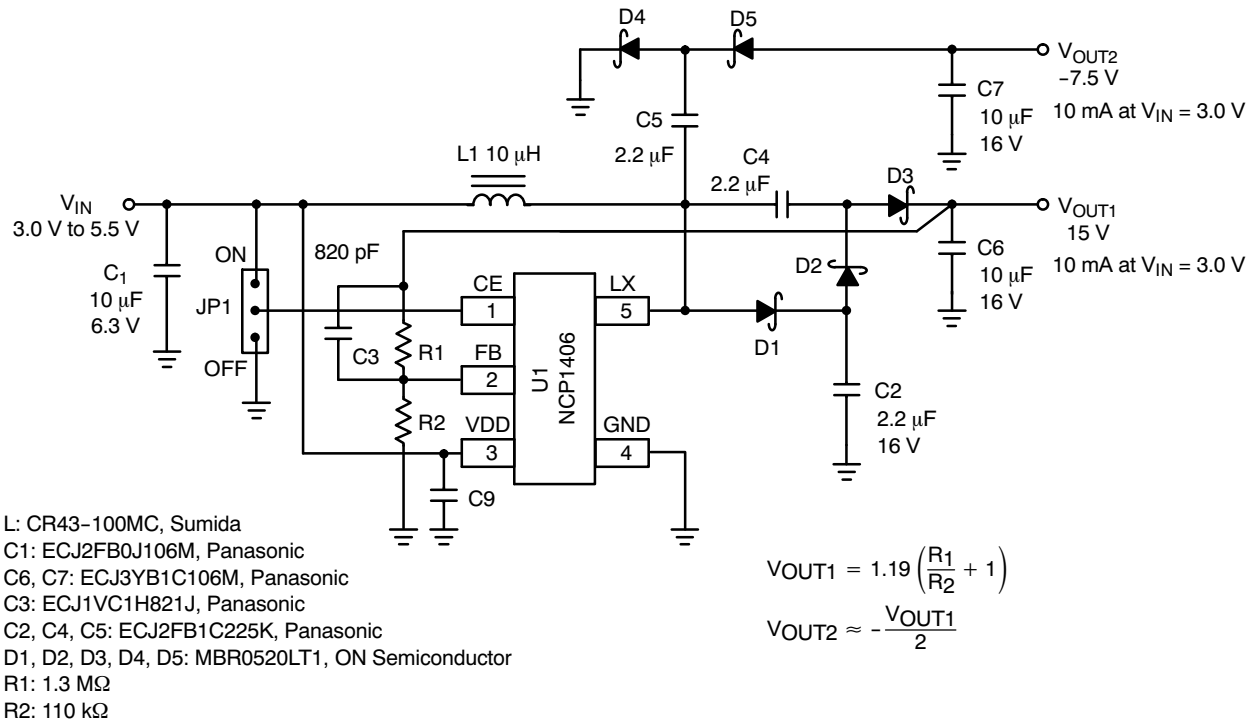 D4
D5
VOUT2
−7.5 V
10 mA at VIN = 3.0 V
C7
10 μF
16 V
C5
2.2 μF
L1 10 μH
C4
2.2 μF
D3
VIN
3.0 V to 5.5 V
VOUT1
15 V
10 mA at VIN = 3.0 V
C6
10 μF
16 V
C1
10 μF
6.3 V
ON
JP1
OFF
820 pF
C3
R1
R2
CE
1
FB
2
VDD
3
U1
NCP1406
LX
5
GND
4
D2
D1
C2
2.2 μF
16 V
C9
L: CR43−100MC, Sumida
C1: ECJ2FB0J106M, Panasonic
C6, C7: ECJ3YB1C106M, Panasonic
C3: ECJ1VC1H821J, Panasonic
C2, C4, C5: ECJ2FB1C225K, Panasonic
D1, D2, D3, D4, D5: MBR0520LT1, ON Semiconductor
R1: 1.3 MΩ
R2: 110 kΩ
VOUT1 = 1.19 (R1/R2 + 1)
VOUT2 ≈ -VOUT1/2